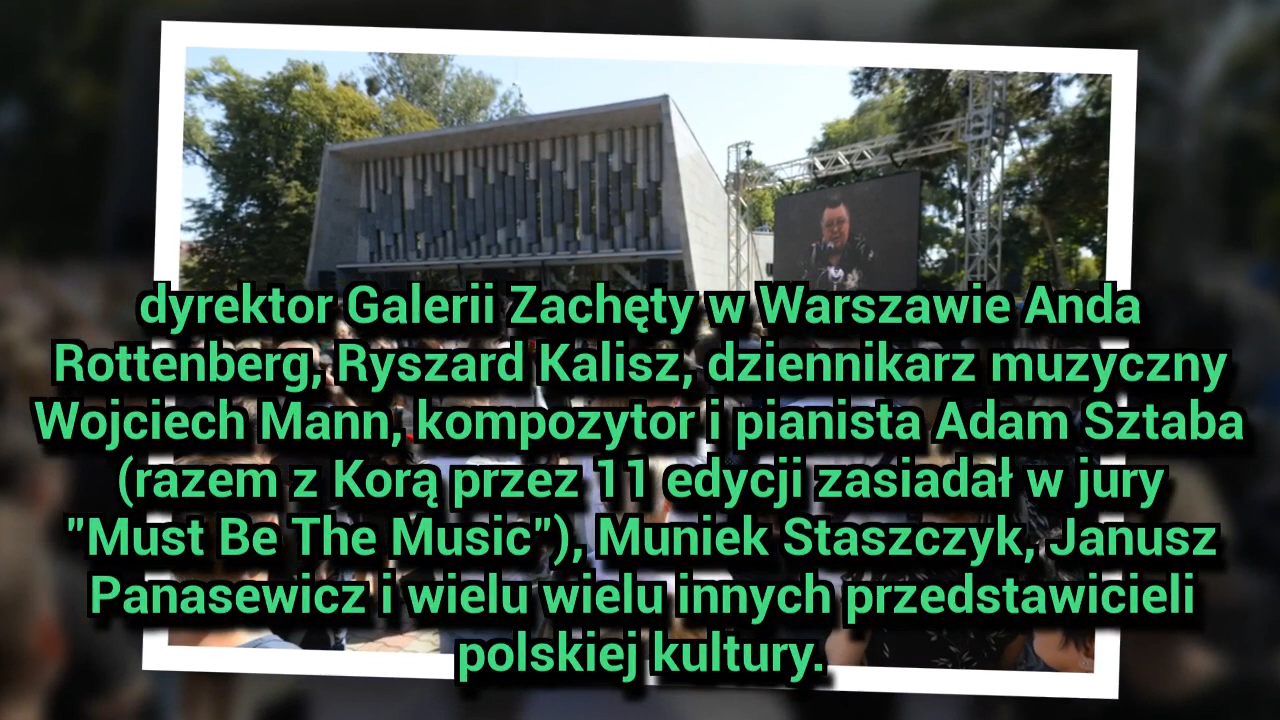 dyrektor Galerii Zachęty w Warszawie Anda
Rottenberg, Ryszard Kalisz, dziennikarz muzyczny
Wojciech Mann, kompozytor i pianista Adam Sztaba
(razem z Korą przez 11 edycji zasiadał w jury
"Must Be The Music"), Muniek Staszczyk, Janusz
Panasewicz i wielu wielu innych przedstawicieli
polskiej kultury.